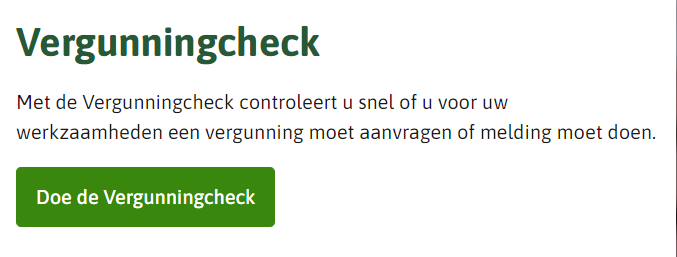 Vergunningcheck
Met de Vergunningcheck controleert u snel of u voor uw
werkzaamheden een vergunning moet aanvragen of melding moet doen.
Doe de Vergunningcheck